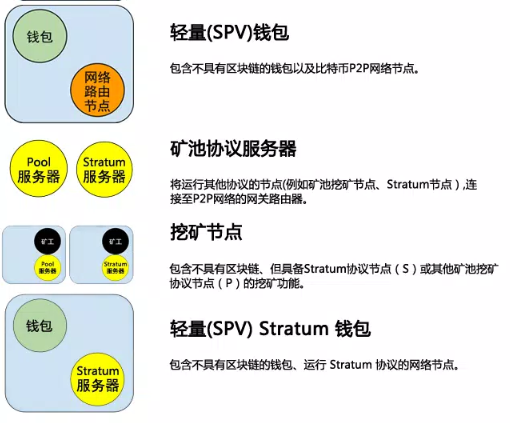 钱包
网络
路由
节点
轻量(SPV)钱包
包含不具有区块链的钱包以及比特币P2P网络节点。
Pool
服务器
Stratum
服务器
矿池协议服务器
将运行其他协议的节点(例如矿池挖矿节点、Stratum节点),连
接至P2P网络的网关路由器。
矿工
Pool
服务器
矿工
Stratum
服务器
挖矿节点
包含不具有区块链、但具备Stratum协议节点（S）或其他矿池挖矿
协议节点（P）的挖矿功能。
钱包
Stratum
服务器
轻量(SPV) Stratum 钱包
包含不具有区块链的钱包、运行 Stratum 协议的网络节点。